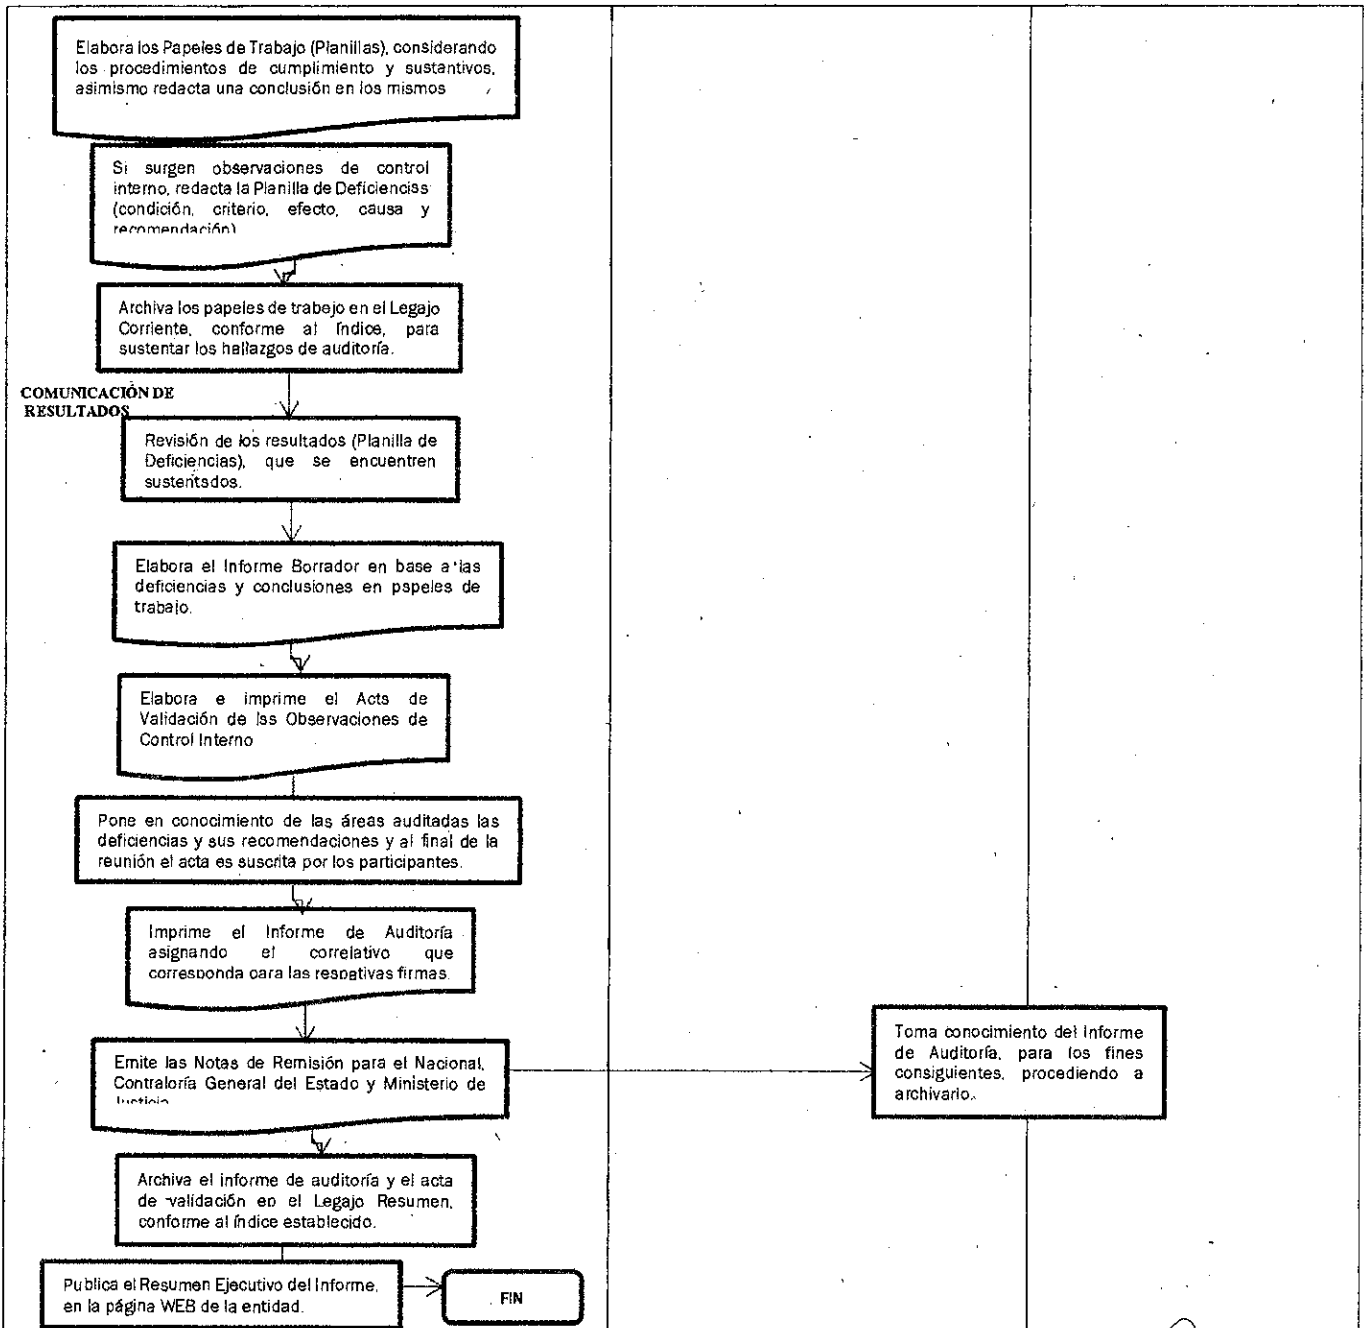 Elabora los Papeles de Trabajo (Planillas), considerando
los procedimientos de cumplimiento y sustantivos,
asimismo redacta una conclusión en los mismos
Si surgen observaciones de control
interno, redacta la Planilla de Deficiencias
(condición, criterio, efecto, causa y
recomendación)
Archiva los papeles de trabajo en el Legajo
Corriente, conforme al índice, para
sustentar los hallazgos de auditoría.
COMUNICACIÓN DE
RESULTADOS
Revisión de los resultados (Planilla de
Deficiencias), que se encuentren
sustentados.
Elabora el Informe Borrador en base a las
deficiencias y conclusiones en papeles de
trabajo.
Elabora e imprime el Acta de
Validación de las Observaciones de
Control Interno
Pone en conocimiento de las áreas auditadas las
deficiencias y sus recomendaciones y al final de la
reunión el acta es suscrita por los participantes.
Imprime el Informe de Auditoría
asignando el correlativo que
corresponda para las respativas firmas.
Emite las Notas de Remisión para el Nacional,
Contraloría General del Estado y Ministerio de
Justicia
Toma conocimiento del Informe
de Auditoría, para los fines
consiguientes, procediendo a
archivarlo.
Archiva el informe de auditoría y el acta
de validación en el Legajo Resumen,
conforme al índice establecido.
Publica el Resumen Ejecutivo del Informe,
en la página WEB de la entidad.
FIN